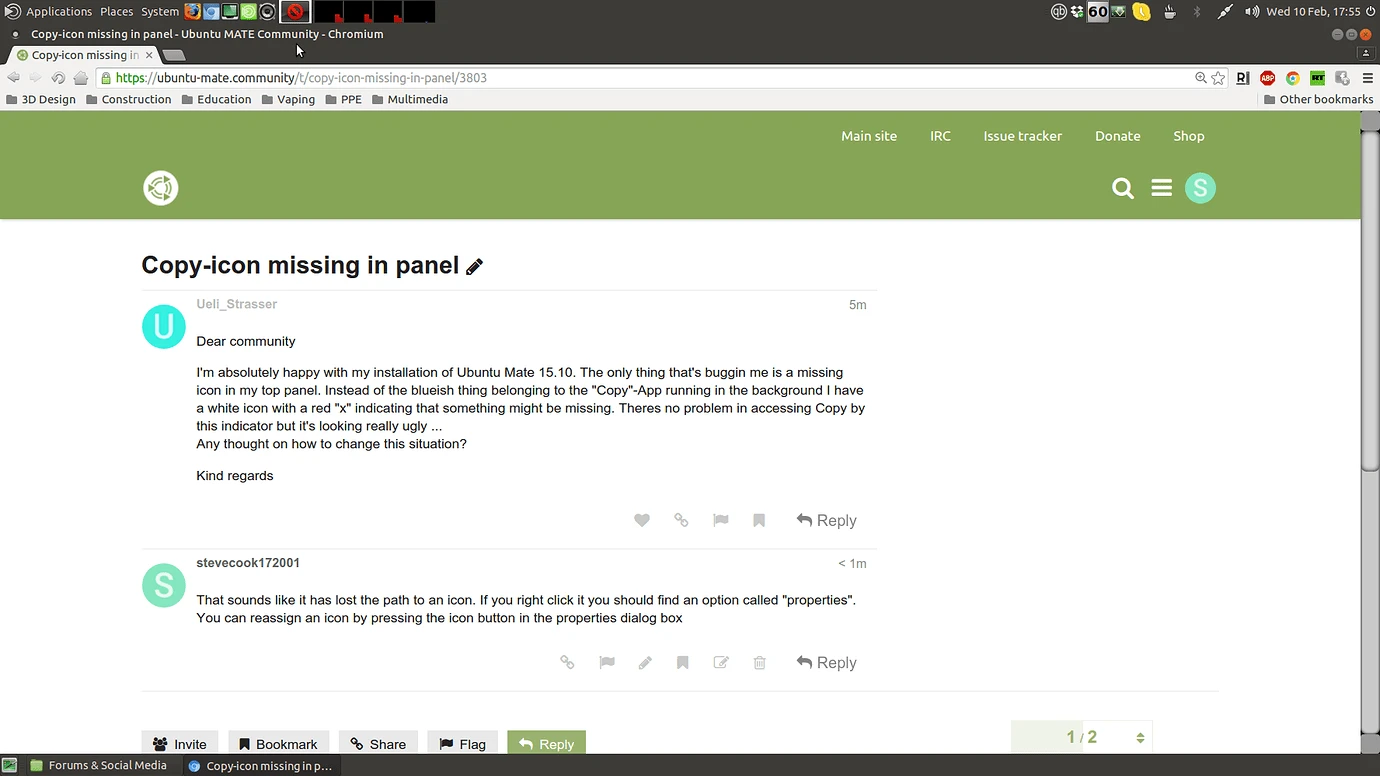 Applications Places System 60 Wed 10 Feb, 17:55
Copy-icon missing in panel - Ubuntu MATE Community - Chromium
Copy-icon missing in
https://ubuntu-mate.community/t/copy-icon-missing-in-panel/3803
3D Design Construction Education Vaping PPE Multimedia Other bookmarks
Main site IRC Issue tracker Donate Shop
S
Copy-icon missing in panel
Ueli_Strasser 5m
U
Dear community
I'm absolutely happy with my installation of Ubuntu Mate 15.10. The only thing that's buggin me is a missing
icon in my top panel. Instead of the blueish thing belonging to the "Copy"-App running in the background I have
a white icon with a red "x" indicating that something might be missing. Theres no problem in accessing Copy by
this indicator but it's looking really ugly ...
Any thought on how to change this situation?
Kind regards
Reply
stevecook172001 < 1m
S
That sounds like it has lost the path to an icon. If you right click it you should find an option called "properties".
You can reassign an icon by pressing the icon button in the properties dialog box
Reply
Invite Bookmark Share Flag Reply 1 / 2
Forums & Social Media Copy-icon missing in p...